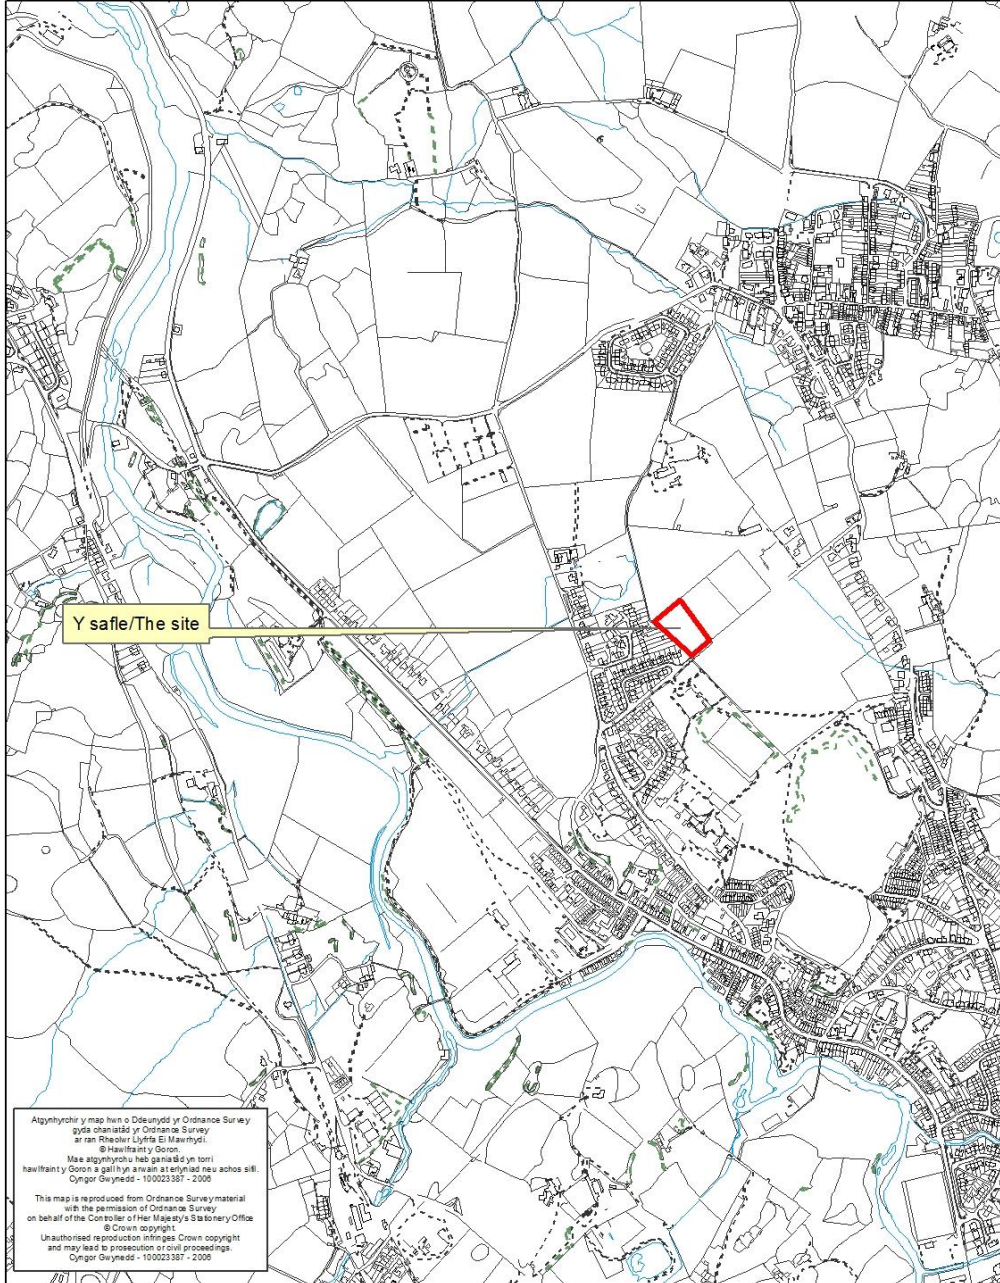 Y safle/The site
Atgynhyrchir y map hwn o Ddeunydd yr Ordnance Survey
gyda chaniatâd yr Ordnance Survey
ar ran Rheolwr Llyfrfa Ei Mawrhydi.
© Hawlfraint y Goron.
Mae atgynhyrchu heb ganiatâd yn torri
hawlfraint y Goron a gall hyn arwain at erlyniad neu achos sifil.
Cyngor Gwynedd - 100023387 - 2006
This map is reproduced from Ordnance Survey material
with the permission of Ordnance Survey
on behalf of the Controller of Her Majesty's Stationery Office
© Crown copyright.
Unauthorised reproduction infringes Crown copyright
and may lead to prosecution or civil proceedings.
Cyngor Gwynedd - 100023387 - 2006